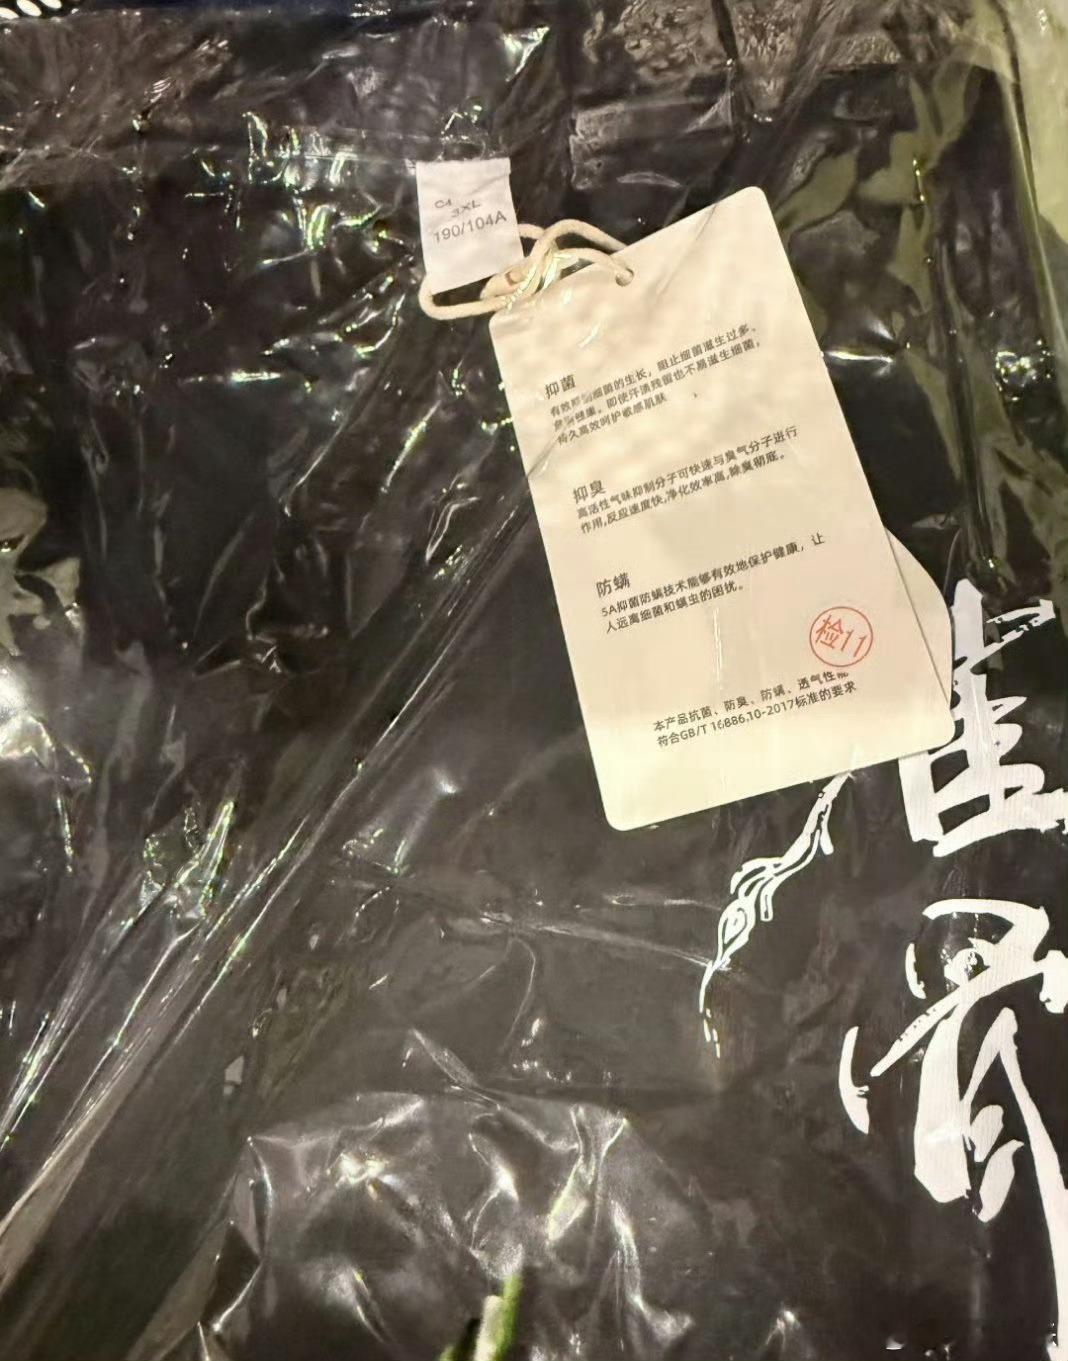 C4
3XL
190/104A
抑菌
有效抑制细菌的生长，阻止细菌滋生过多、
身体健康。即使汗渍残留也不易滋生细菌，
持久高效呵护敏感肌肤
抑臭
高活性气味抑制分子可快速与臭气分子进行
作用,反应速度快,净化效率高,除臭彻底。
防螨
5A抑菌防螨技术能够有效地保护健康，让
人远离细菌和螨虫的困扰。
检11
本产品抗菌、防臭、防螨、透气性能
符合GB/T 16886.10-2017标准的要求
骨